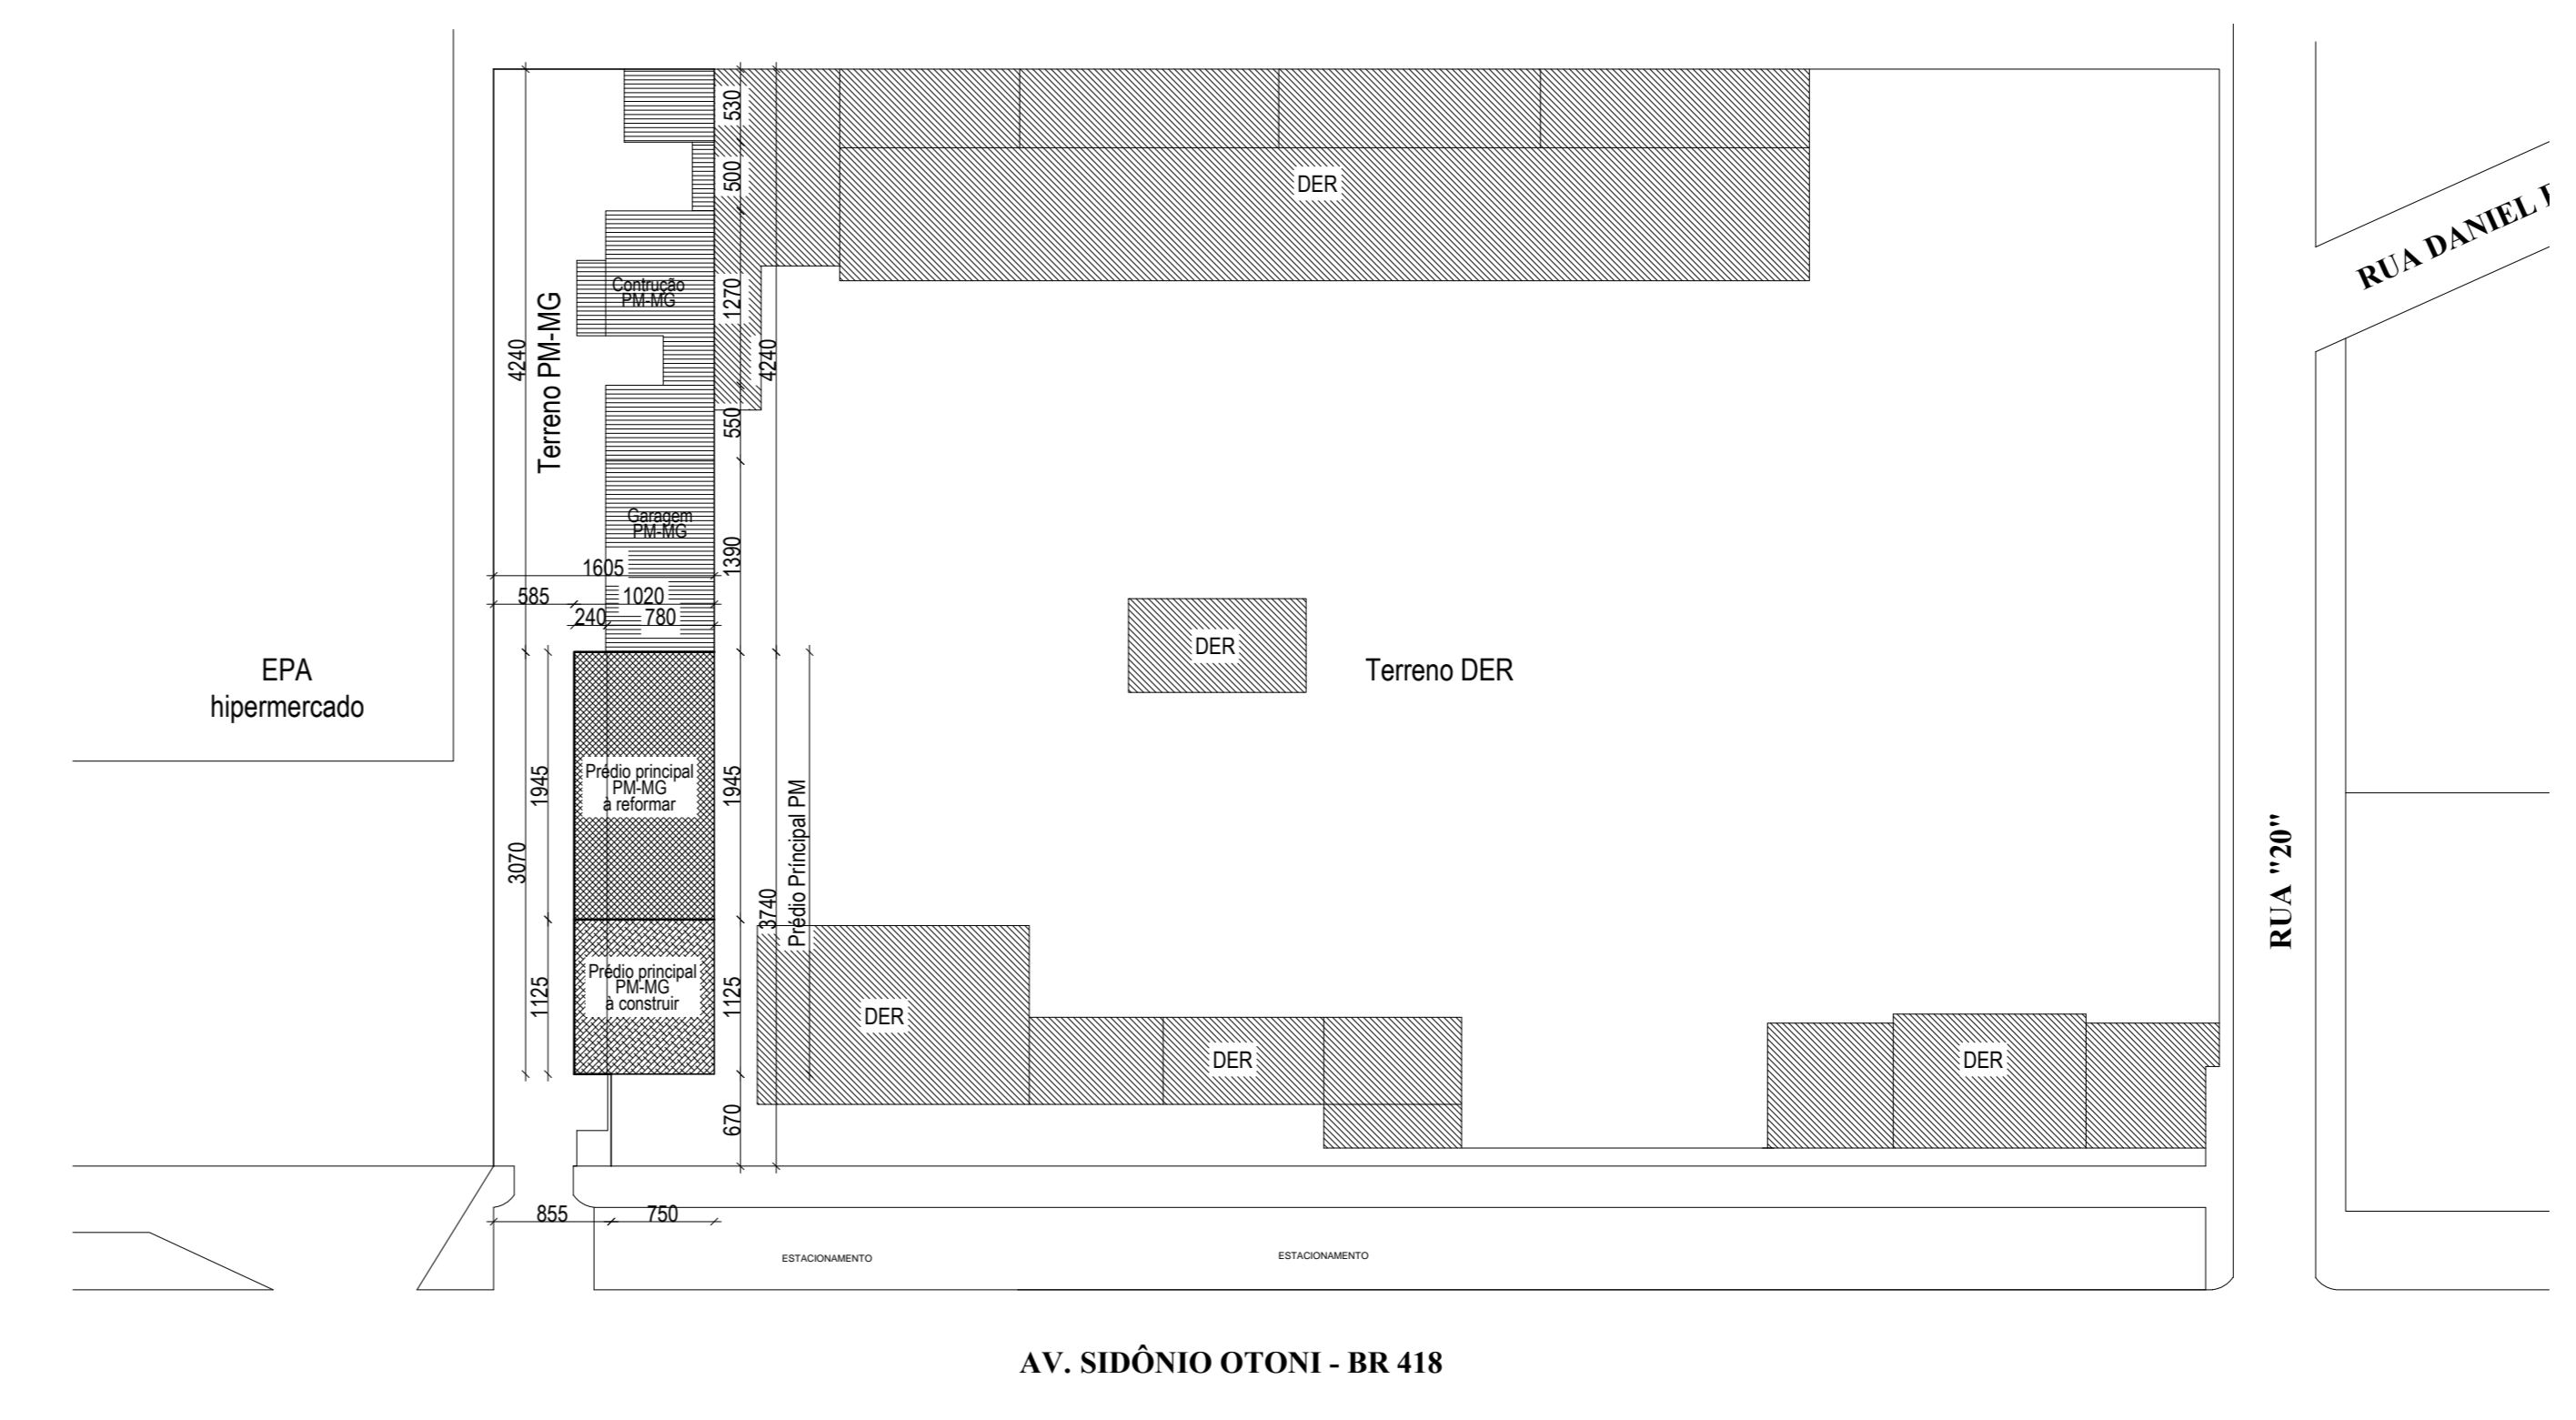 530
500
DER
RUA DANIEL
Contrução
PM-MG
1270
4240
Terreno PM-MG
4240
550
Garagem
PM-MG
1390
1605
585
1020
240
780
DER
Terreno DER
EPA
hipermercado
1945
Prédio principal
PM-MG
à reformar
1945
Prédio Príncipal PM
3070
3740
RUA "20"
1125
Prédio principal
PM-MG
à construir
1125
DER
DER
DER
670
855
750
ESTACIONAMENTO
ESTACIONAMENTO
AV. SIDÔNIO OTONI - BR 418